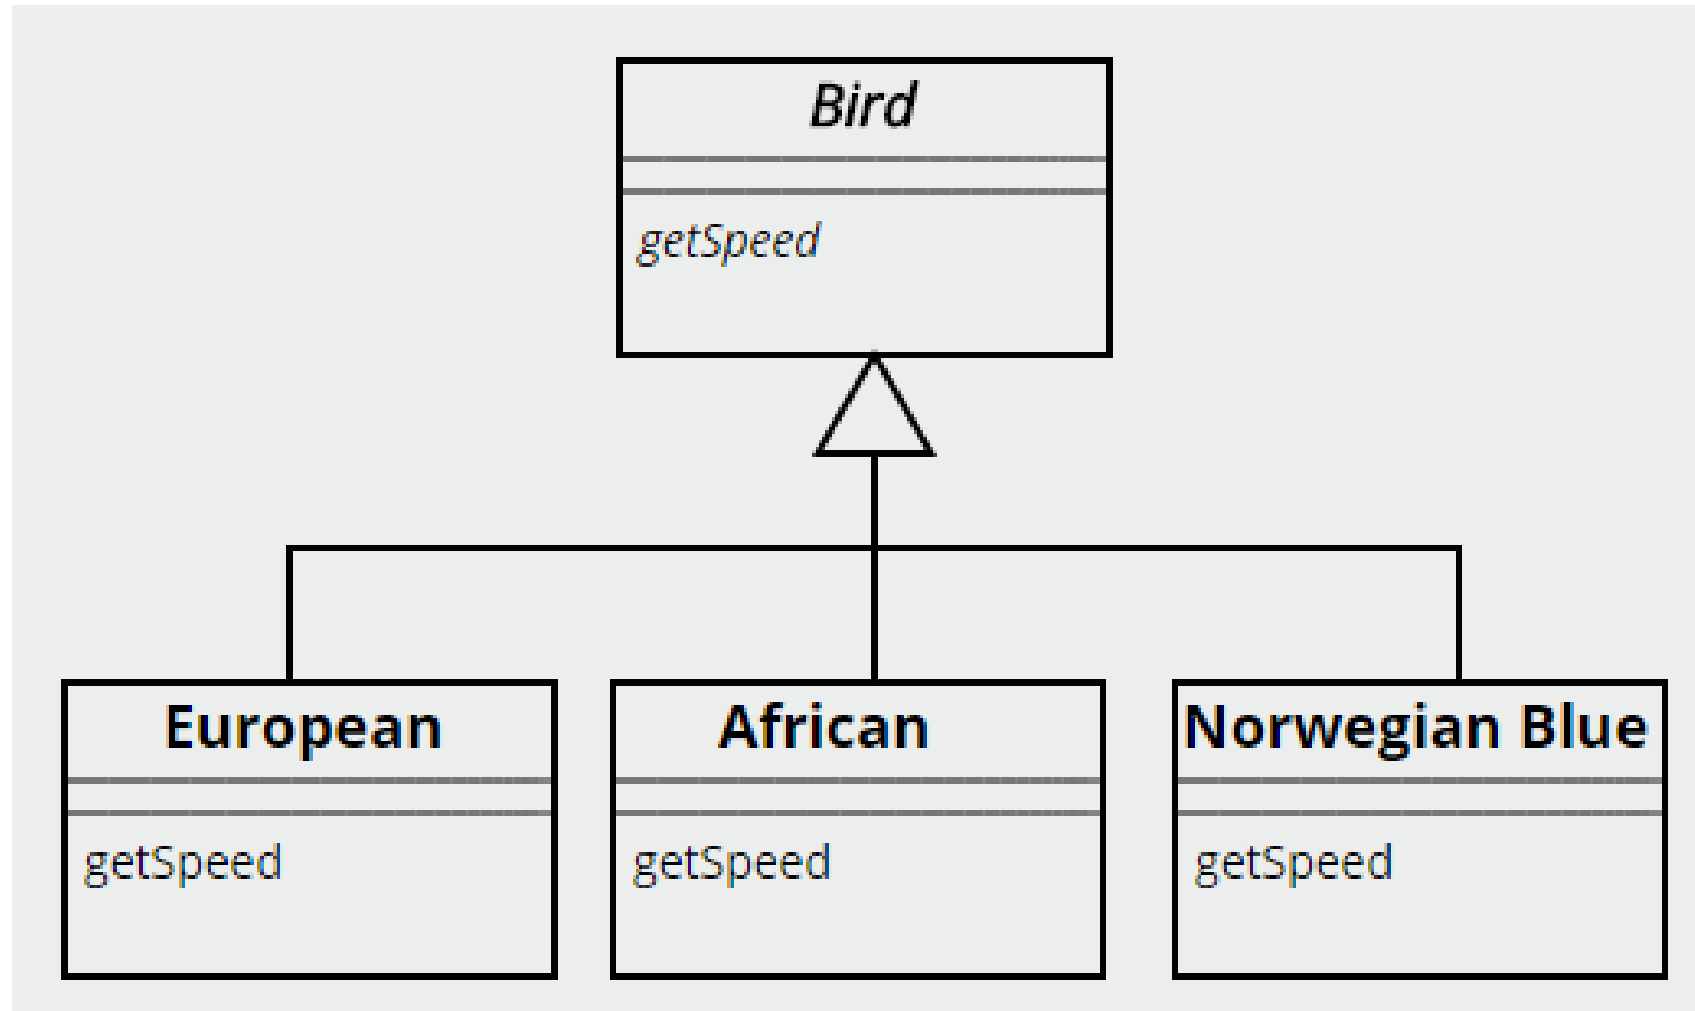 Bird
getSpeed
European
getSpeed
African
getSpeed
Norwegian Blue
getSpeed